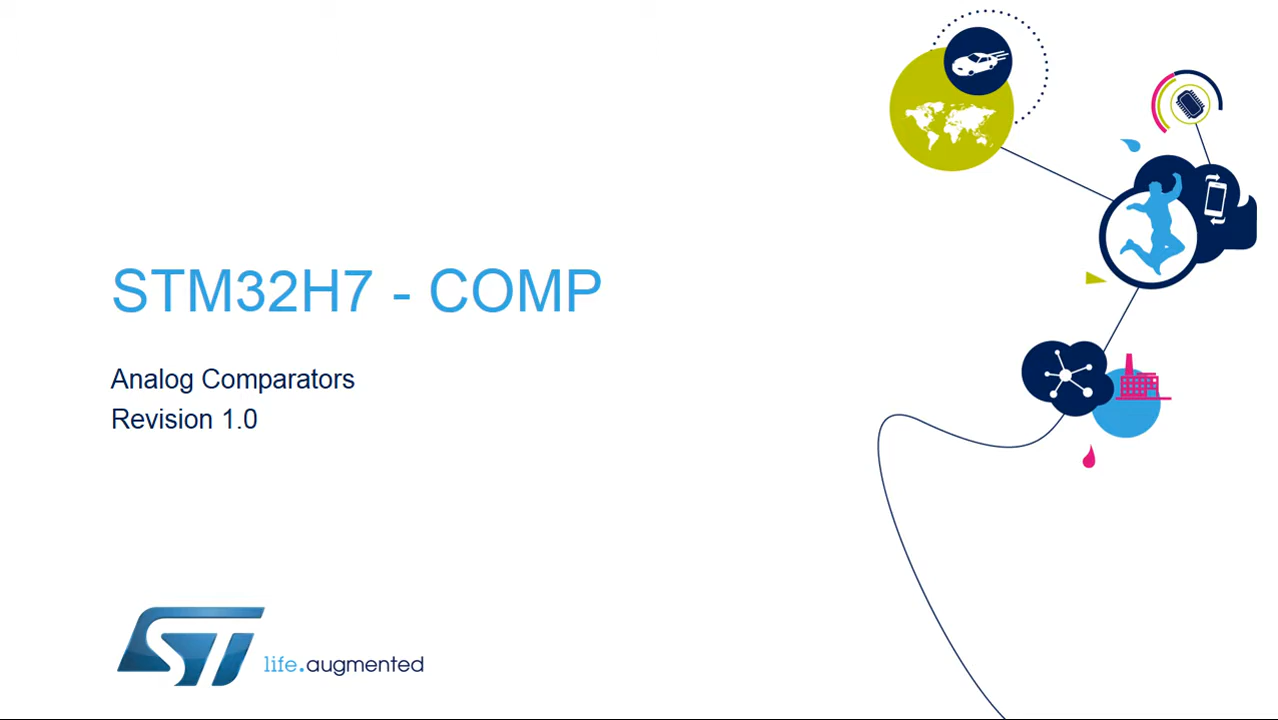 STM32H7 - COMP
Analog Comparators
Revision 1.0
ST life.augmented